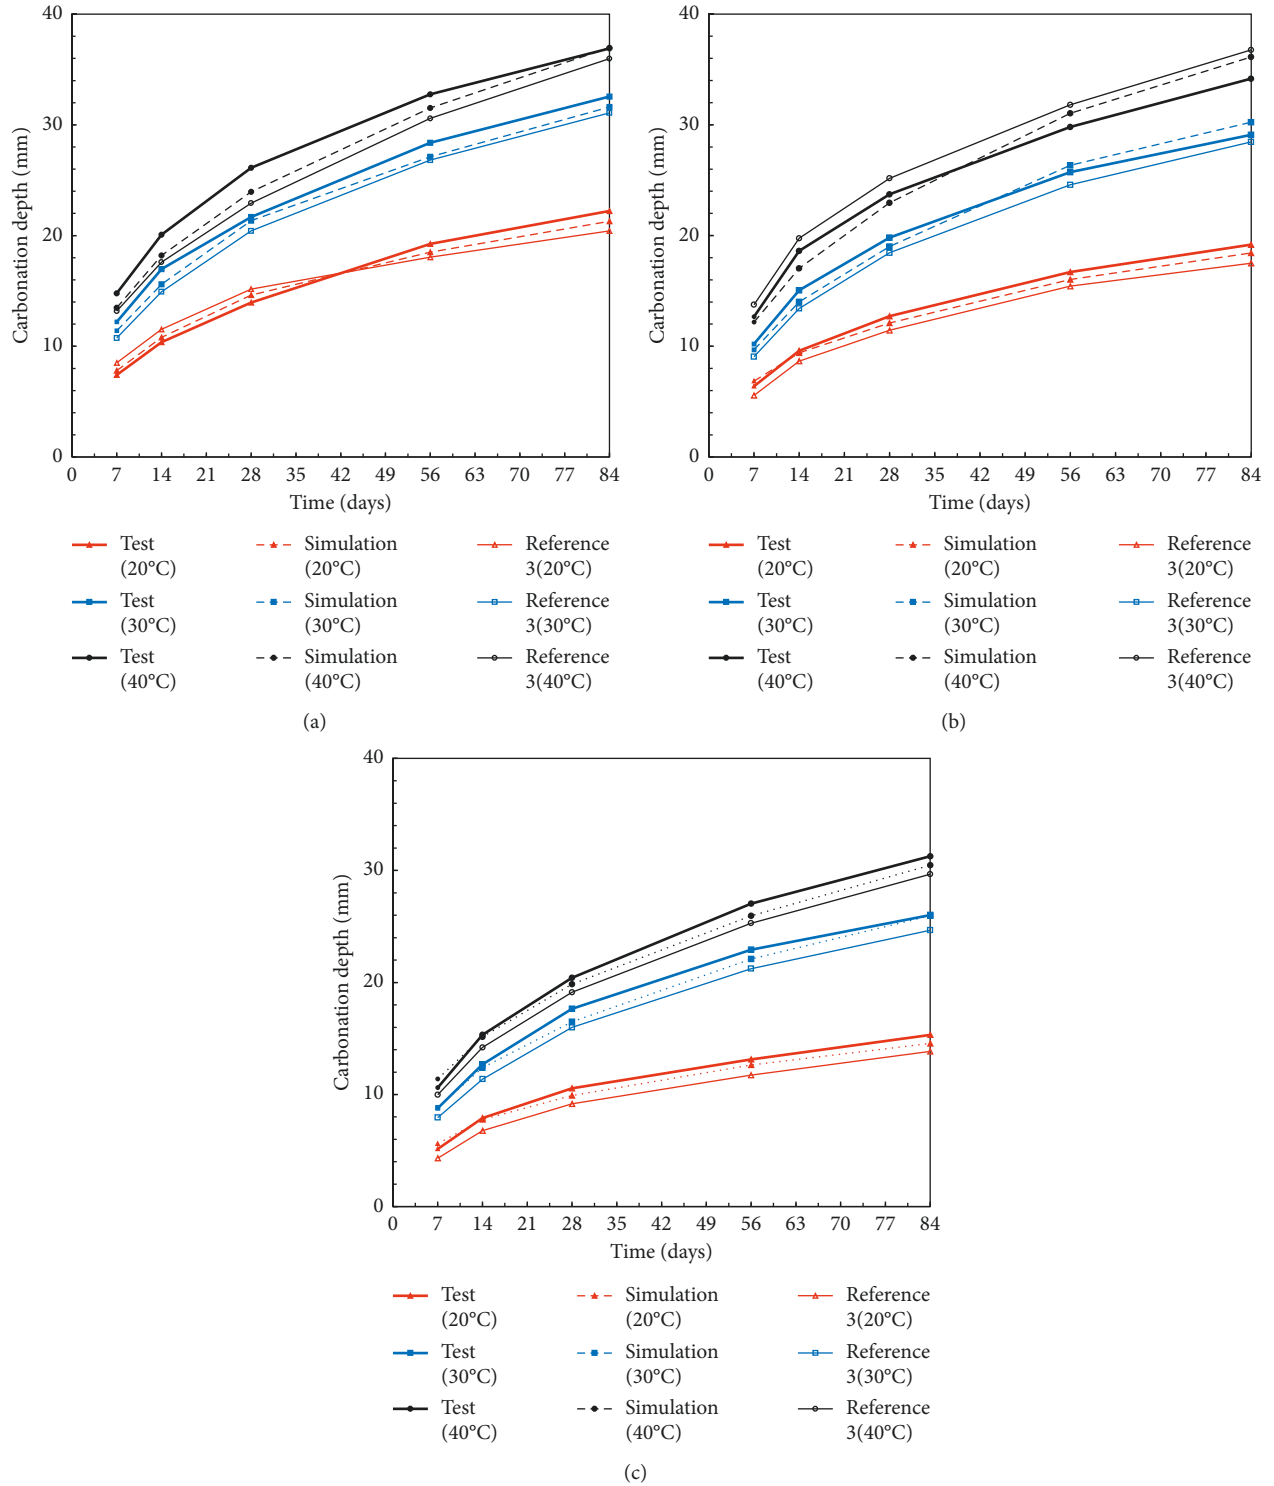 40
30
20
10
0
Carbonation depth (mm)
0 7 14 21 28 35 42 49 56 63 70 77 84
Time (days)
Test
(20°C)
Simulation
(20°C)
Reference
3(20°C)
Test
(30°C)
Simulation
(30°C)
Reference
3(30°C)
Test
(40°C)
Simulation
(40°C)
Reference
3(40°C)
(a)
40
30
20
10
0
Carbonation depth (mm)
0 7 14 21 28 35 42 49 56 63 70 77 84
Time (days)
Test
(20°C)
Simulation
(20°C)
Reference
3(20°C)
Test
(30°C)
Simulation
(30°C)
Reference
3(30°C)
Test
(40°C)
Simulation
(40°C)
Reference
3(40°C)
(b)
40
30
20
10
0
Carbonation depth (mm)
0 7 14 21 28 35 42 49 56 63 70 77 84
Time (days)
Test
(20°C)
Simulation
(20°C)
Reference
3(20°C)
Test
(30°C)
Simulation
(30°C)
Reference
3(30°C)
Test
(40°C)
Simulation
(40°C)
Reference
3(40°C)
(c)